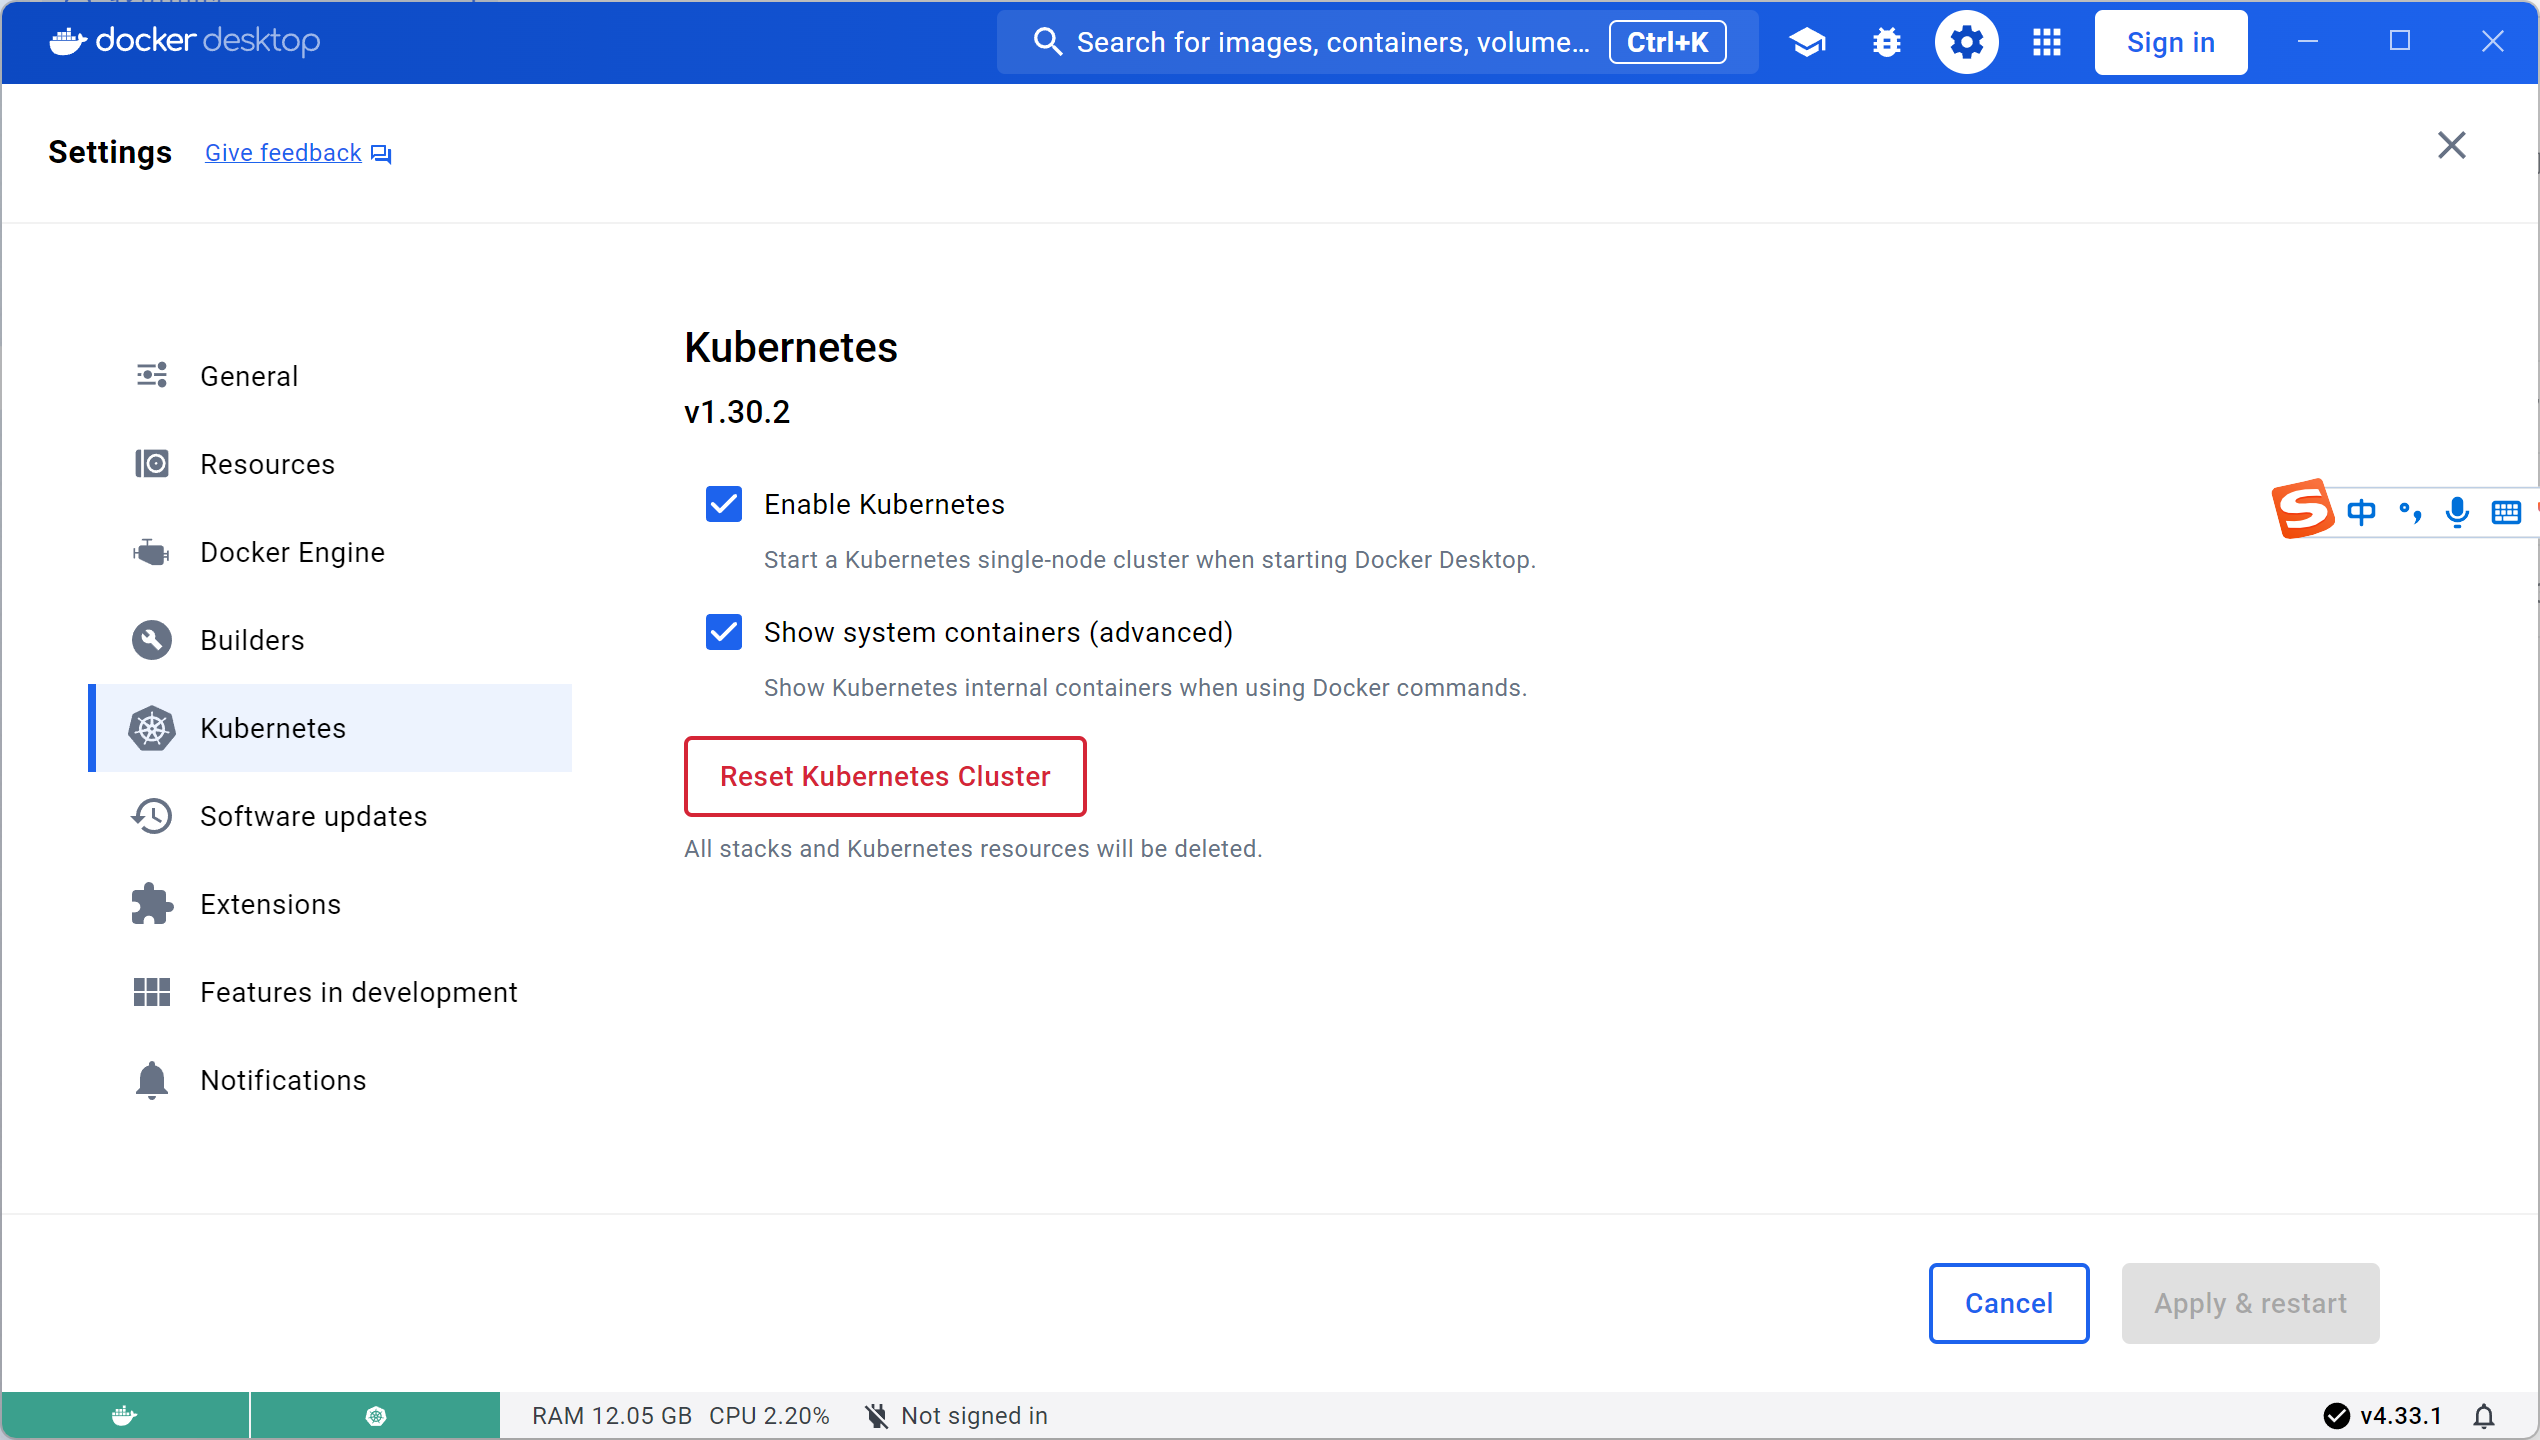 docker desktop
Search for images, containers, volume...
Ctrl+K
Sign in
Settings
Give feedback
General
Resources
Docker Engine
Builders
Kubernetes
Software updates
Extensions
Features in development
Notifications
Kubernetes
v1.30.2
Enable Kubernetes
Start a Kubernetes single-node cluster when starting Docker Desktop.
Show system containers (advanced)
Show Kubernetes internal containers when using Docker commands.
Reset Kubernetes Cluster
All stacks and Kubernetes resources will be deleted.
中
Cancel
Apply & restart
RAM 12.05 GB CPU 2.20% Not signed in
v4.33.1